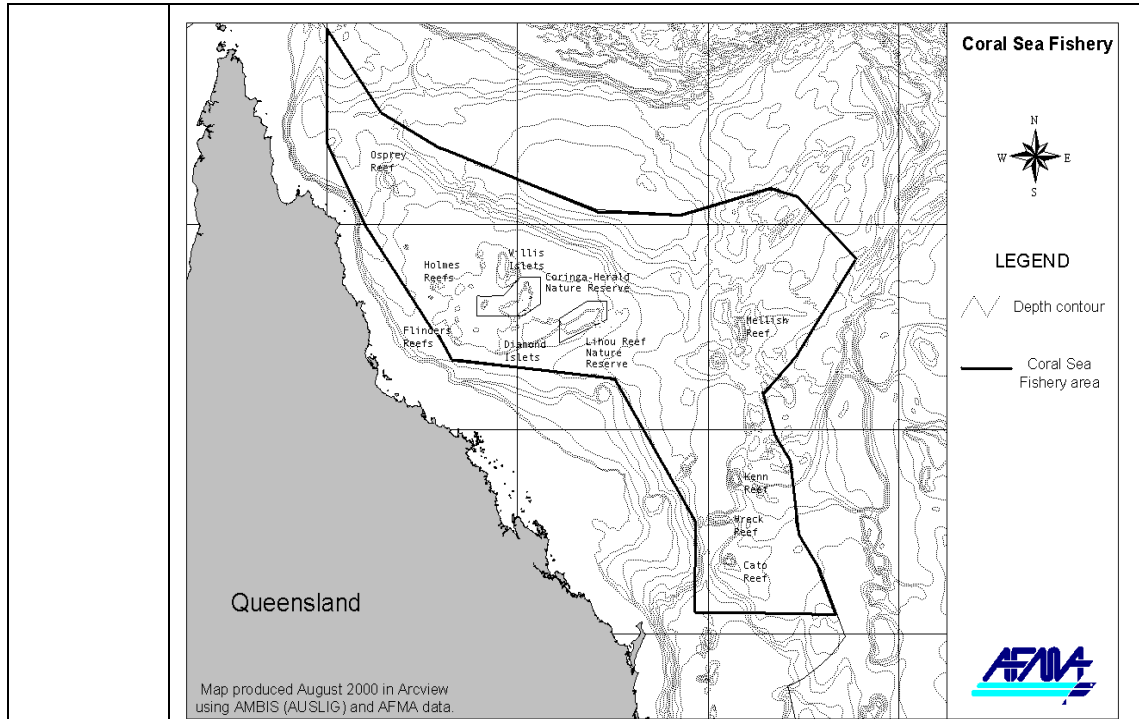 Coral Sea Fishery
N
W
E
S
LEGEND
Depth contour
Coral Sea
Fishery area
Osprey
Reef
Willis
Islets
Holmes
Reefs
Coringa-Herald
Nature Reserve
Flinders
Reefs
Diamond
Islets
Lihou Reef
Nature
Reserve
Mellish
Reef
Kenn
Reef
Wreck
Reef
Cato
Reef
Queensland
Map produced August 2000 in Arcview
using AMBIS (AUSLIG) and AFMA data.
AFMA